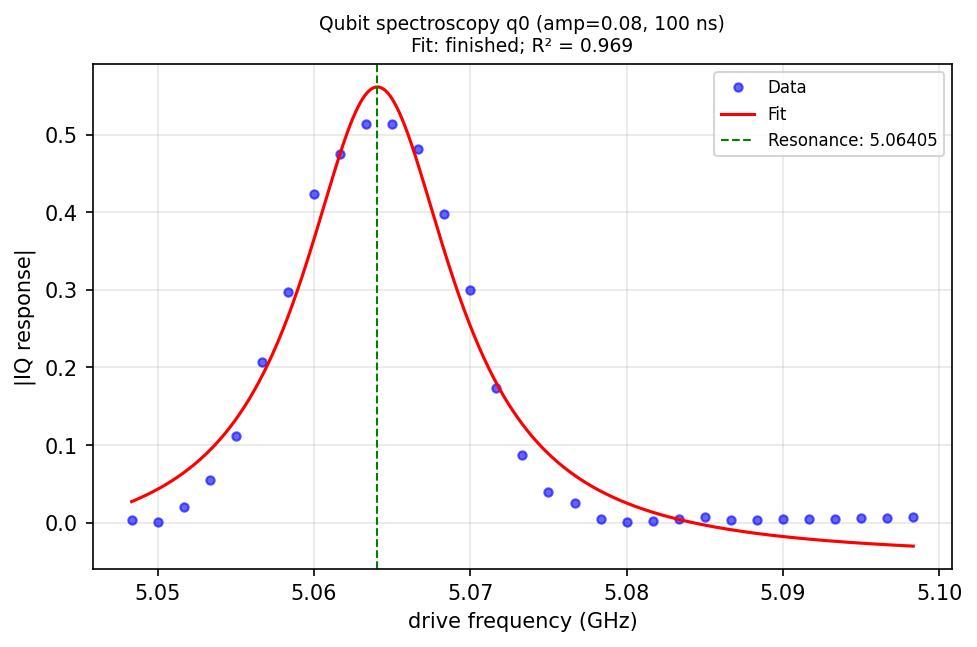 Qubit spectroscopy q0 (amp=0.08, 100 ns)
Fit: finished; R² = 0.969
Data
Fit
Resonance: 5.06405
|IQ response|
0.5
0.4
0.3
0.2
0.1
0.0
5.05 5.06 5.07 5.08 5.09 5.10
drive frequency (GHz)